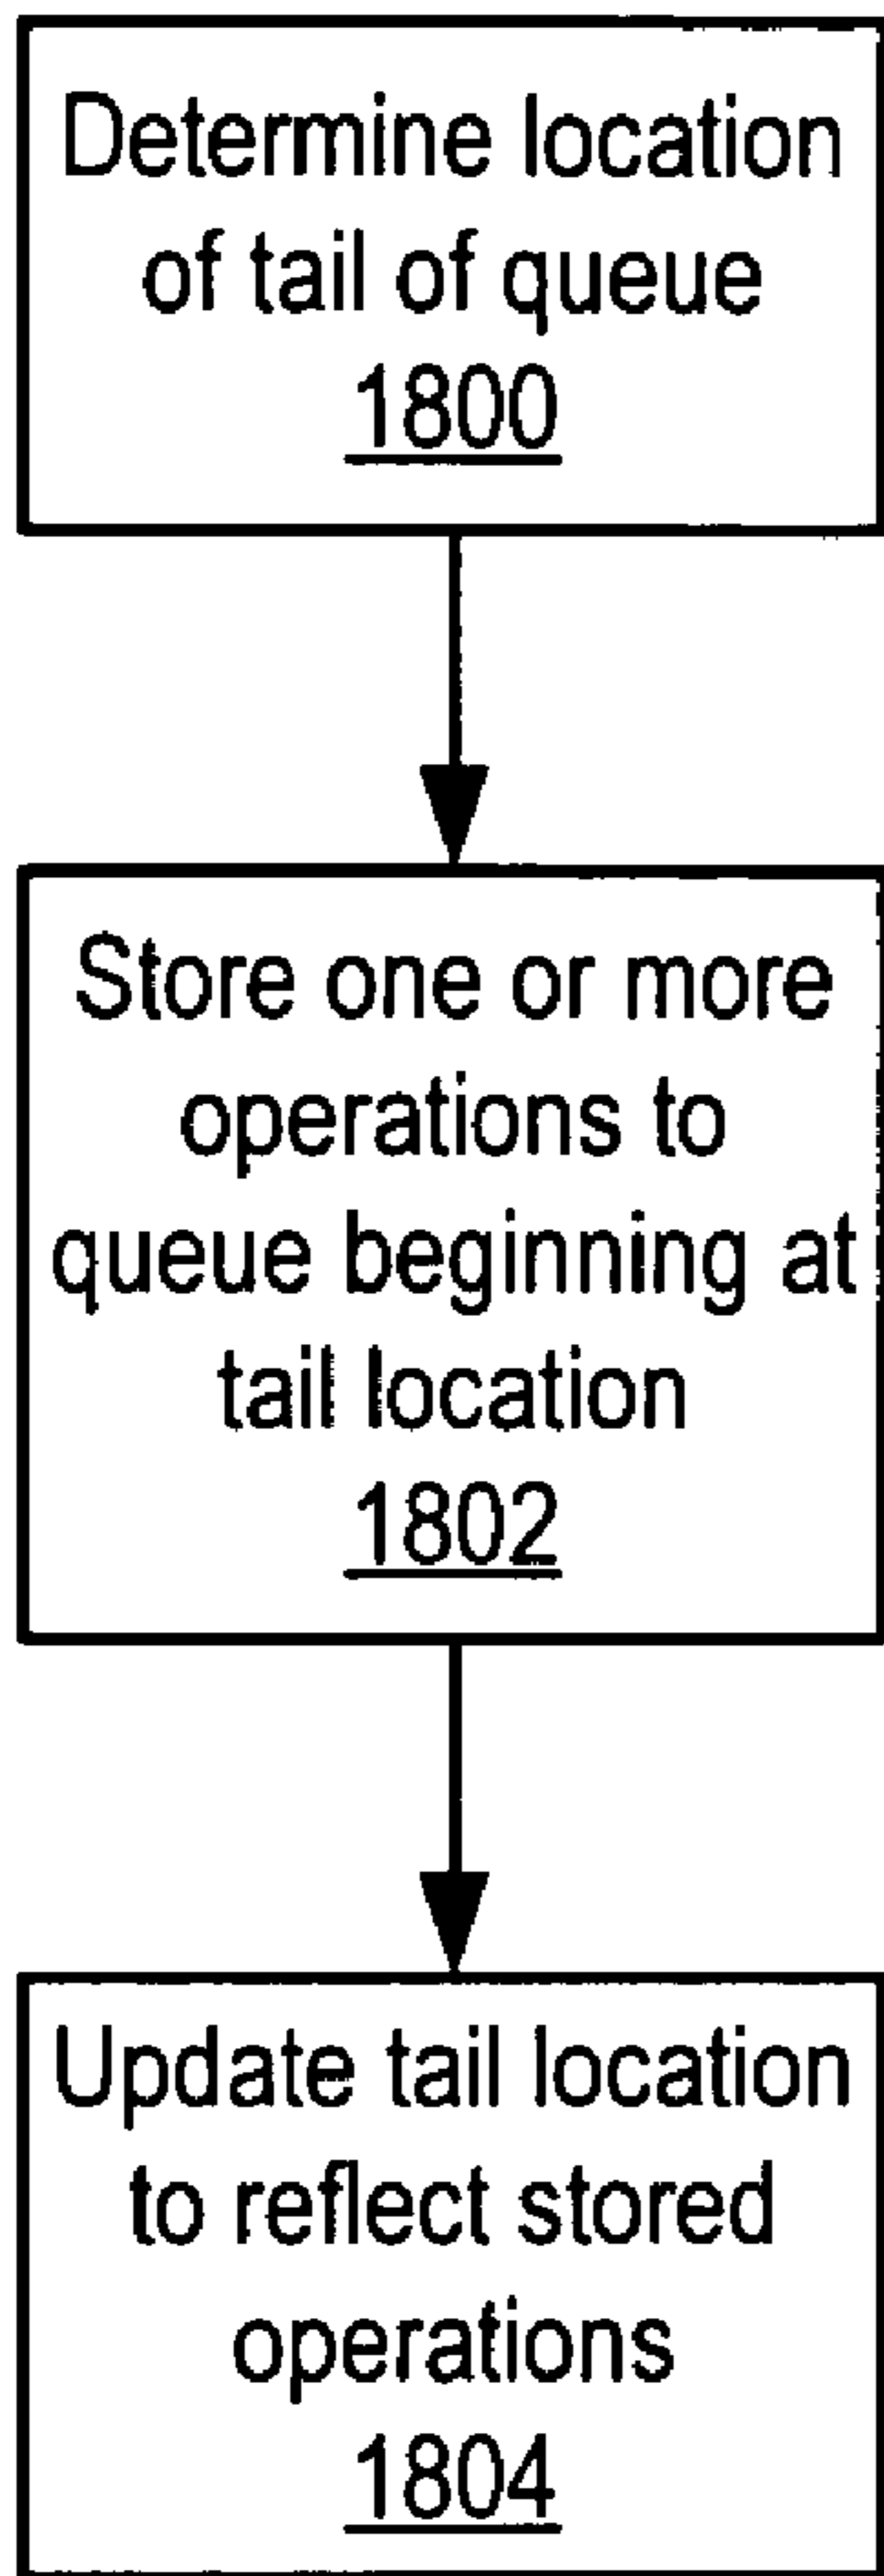 Determine location
of tail of queue
1800
Store one or more
operations to
queue beginning at
tail location
1802
Update tail location
to reflect stored
operations
1804